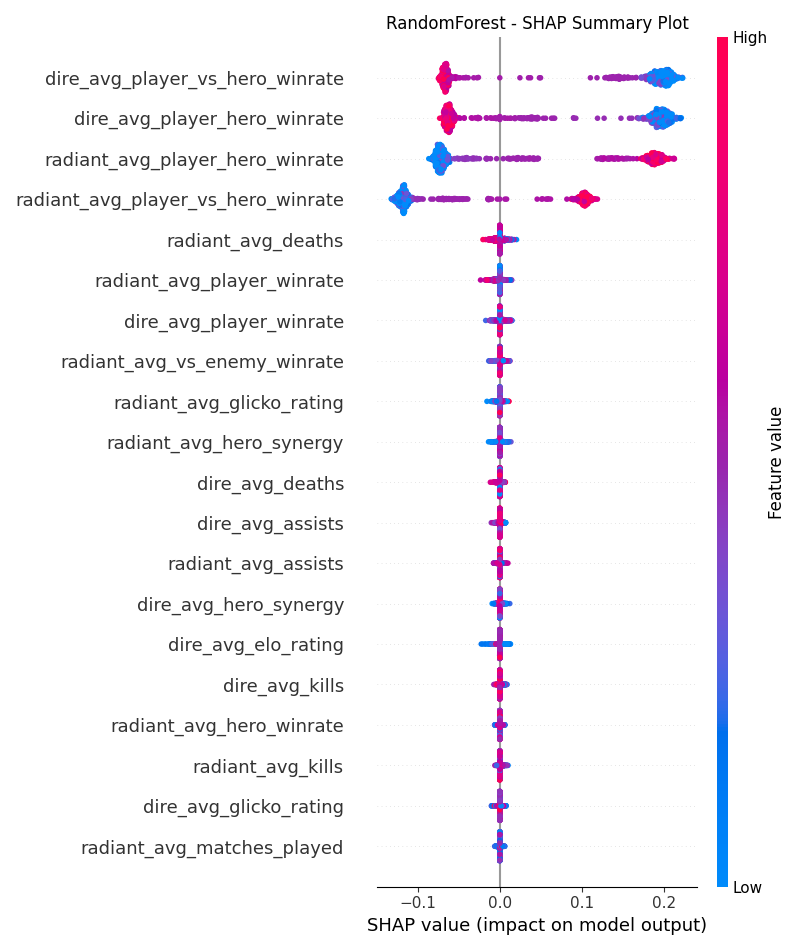 RandomForest - SHAP Summary Plot
High
dire_avg_player_vs_hero_winrate
dire_avg_player_hero_winrate
radiant_avg_player_hero_winrate
radiant_avg_player_vs_hero_winrate
radiant_avg_deaths
radiant_avg_player_winrate
dire_avg_player_winrate
radiant_avg_vs_enemy_winrate
radiant_avg_glicko_rating
radiant_avg_hero_synergy
dire_avg_deaths
dire_avg_assists
radiant_avg_assists
dire_avg_hero_synergy
dire_avg_elo_rating
dire_avg_kills
radiant_avg_hero_winrate
radiant_avg_kills
dire_avg_glicko_rating
radiant_avg_matches_played
Feature value
Low
−0.1 0.0 0.1 0.2
SHAP value (impact on model output)